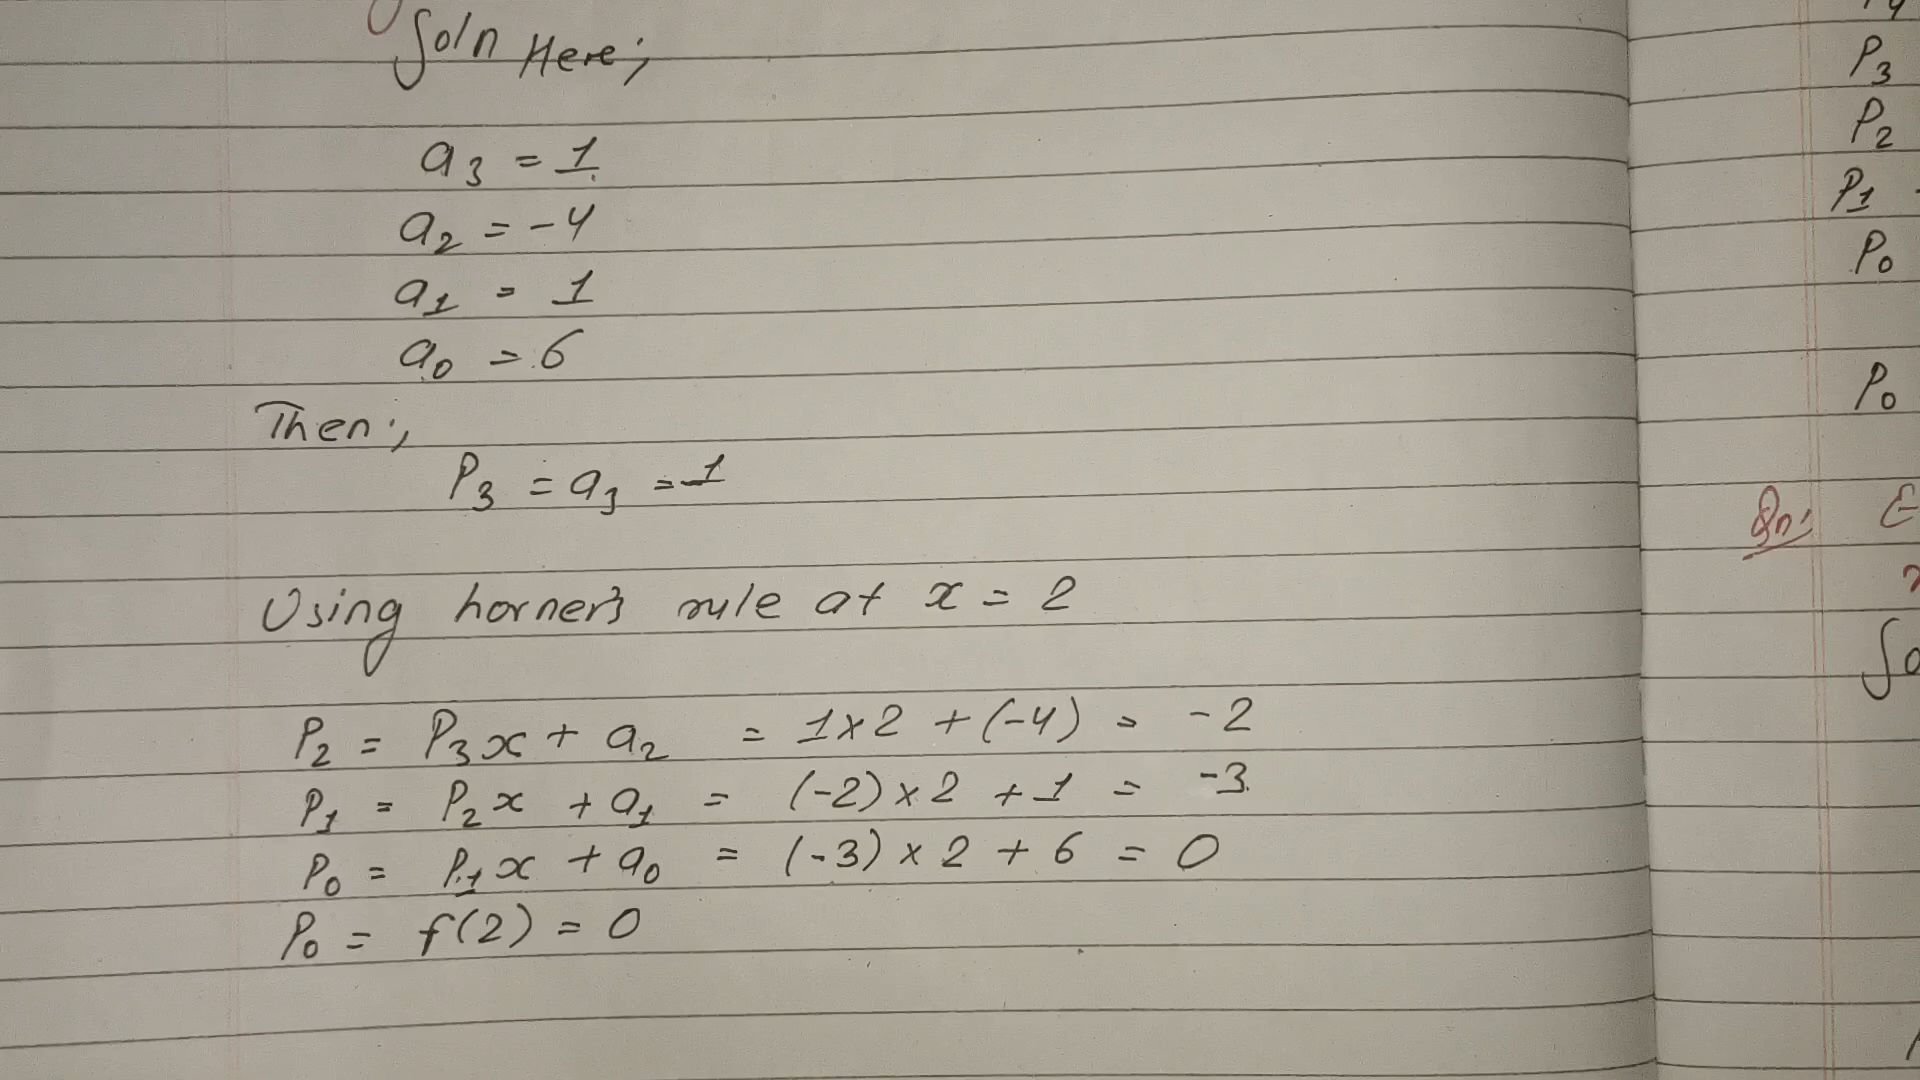 Soln Here;
a3 = 1
a2 = -4
a1 = 1
a0 = 6
Then;
P3 = a3 = 1
Using horner's rule at x = 2
P2 = P3x + a2 = 1x2 + (-4) = -2
P1 = P2x + a1 = (-2) x 2 + 1 = -3
P0 = P1x + a0 = (-3) x 2 + 6 = 0
P0 = f(2) = 0
P3
P2
P1
P0
P0
Qn: